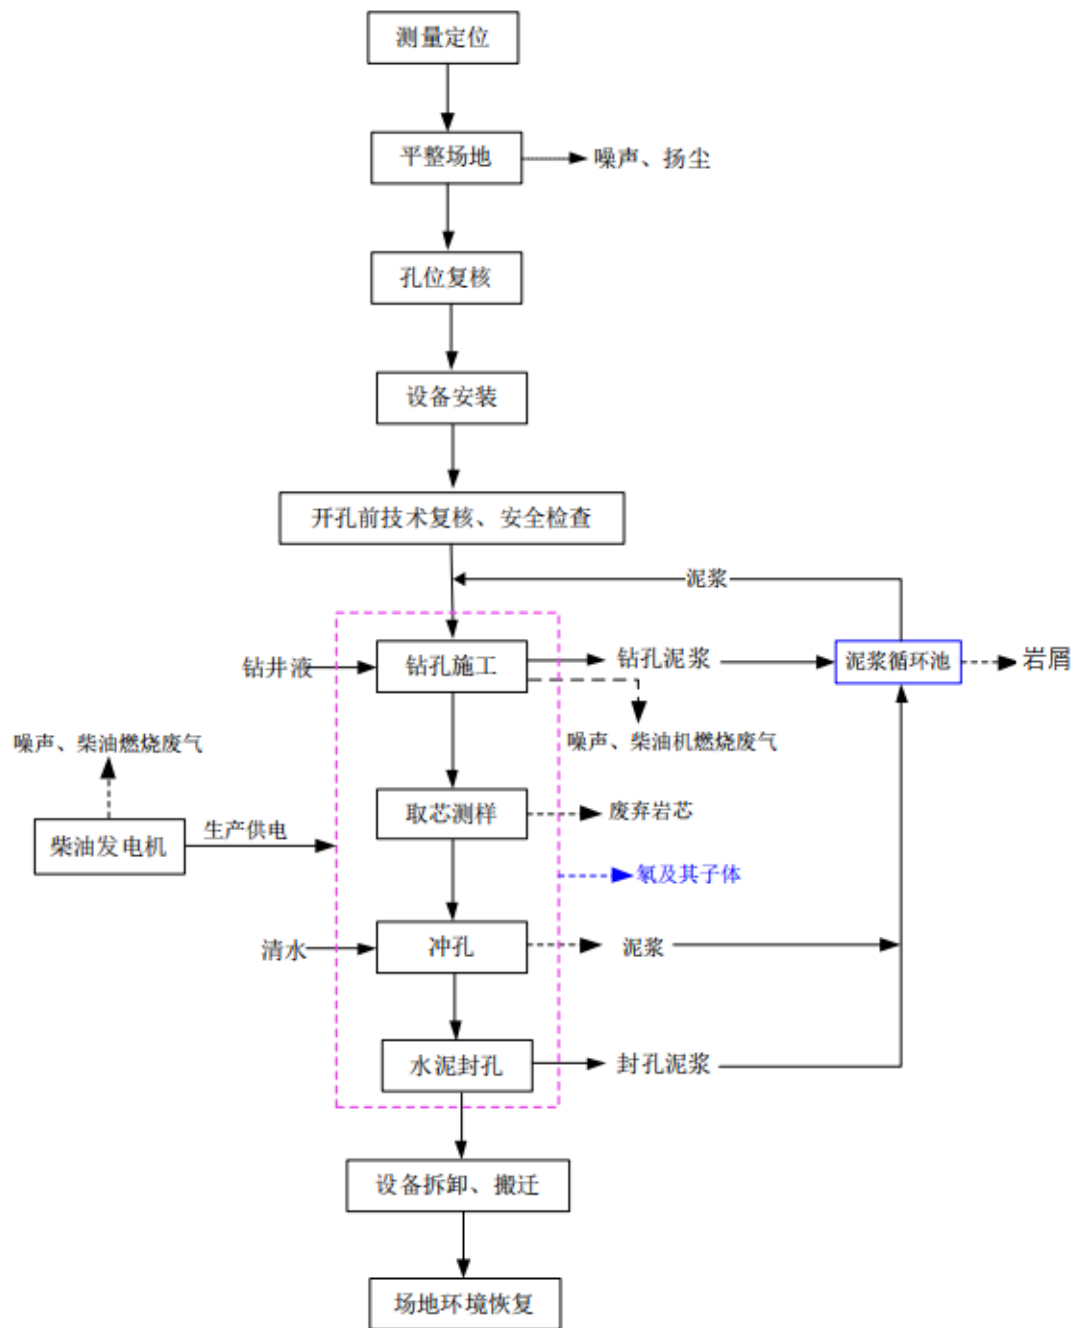 测量定位
平整场地
噪声、扬尘
孔位复核
设备安装
开孔前技术复核、安全检查
泥浆
钻井液
钻孔施工
钻孔泥浆
泥浆循环池
岩屑
噪声、柴油燃烧废气
噪声、柴油机燃烧废气
取芯测样
废弃岩芯
柴油发电机
生产供电
氡及其子体
清水
冲孔
泥浆
水泥封孔
封孔泥浆
设备拆卸、搬迁
场地环境恢复